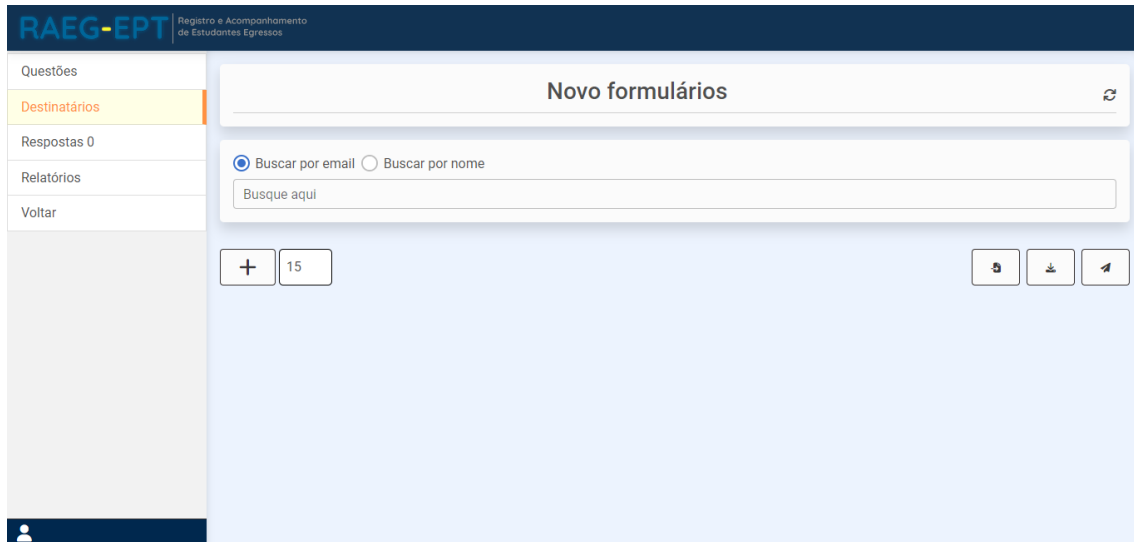 RAEG-EPT
Registro e Acompanhamento
de Estudantes Egressos
Questões
Destinatários
Respostas 0
Relatórios
Voltar
Novo formulários
Buscar por email Buscar por nome
Busque aqui
15